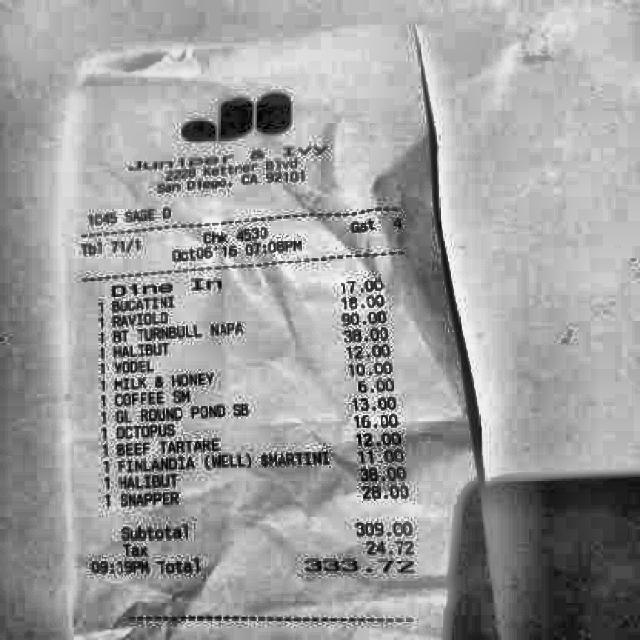 Juniper & IVY
2228 Kettner Blvd
San Diego, CA 92101
1045 SAGE D
Tbl 71/1 Chk 4530 Gst 4
Oct06'16 07:08PM
Dine In
1 BUCATINI 17.00
1 RAVIOLO 18.00
1 BT TURNBULL NAPA 90.00
1 HALIBUT 38.00
1 YODEL 12.00
1 MILK & HONEY 10.00
1 COFFEE SM 6.00
1 GL ROUND POND SB 13.00
1 OCTOPUS 16.00
1 BEEF TARTARE 12.00
1 FINLANDIA (WELL) $MARTINI 11.00
1 HALIBUT 38.00
1 SNAPPER 28.00
Subtotal 309.00
Tax 24.72
09:19PM Total 333.72